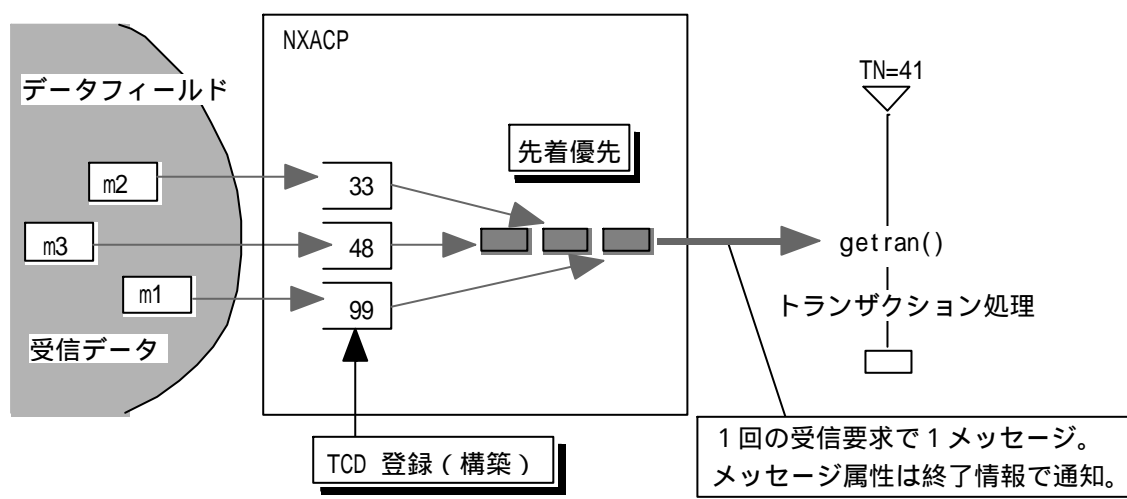 NXACP
TN=41
データフィールド
先着優先
m2
33
m3
48
getran()
m1
99
トランザクション処理
受信データ
TCD 登録(構築)
1回の受信要求で1メッセージ。
メッセージ属性は終了情報で通知。